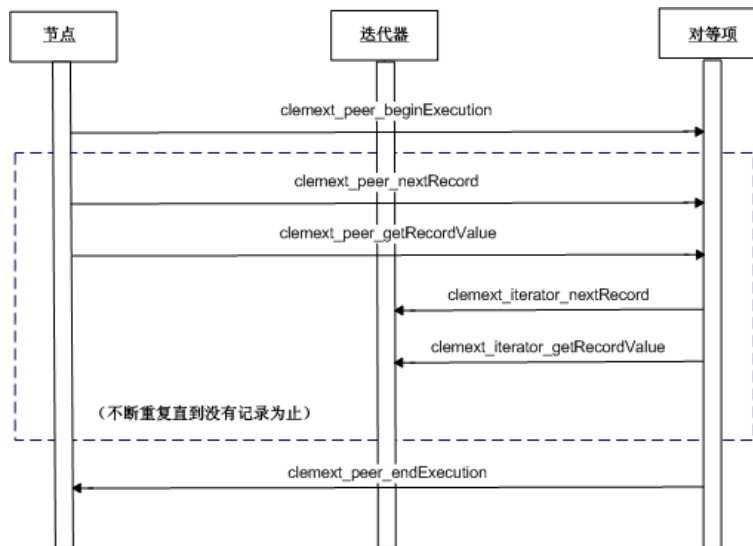 节点
迭代器
对等项
clemext_peer_beginExecution
clemext_peer_nextRecord
clemext_peer_getRecordValue
clemext_iterator_nextRecord
clemext_iterator_getRecordValue
（不断重复直到没有记录为止）
clemext_peer_endExecution